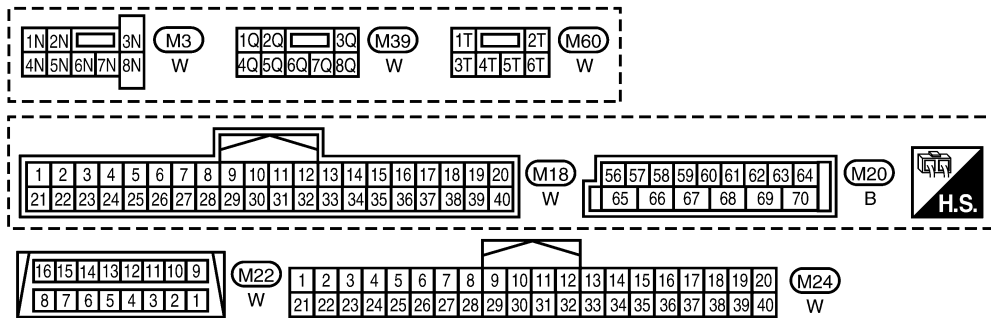 1N 2N 3N M3 1Q 2Q 3Q M39 1T 2T M60
4N 5N 6N 7N 8N W 4Q 5Q 6Q 7Q 8Q W 3T 4T 5T 6T W
1 2 3 4 5 6 7 8 9 10 11 12 13 14 15 16 17 18 19 20 M18 56 57 58 59 60 61 62 63 64 M20
21 22 23 24 25 26 27 28 29 30 31 32 33 34 35 36 37 38 39 40 W 65 66 67 68 69 70 B H.S.
16 15 14 13 12 11 10 9 M22 1 2 3 4 5 6 7 8 9 10 11 12 13 14 15 16 17 18 19 20 M24
8 7 6 5 4 3 2 1 W 21 22 23 24 25 26 27 28 29 30 31 32 33 34 35 36 37 38 39 40 W